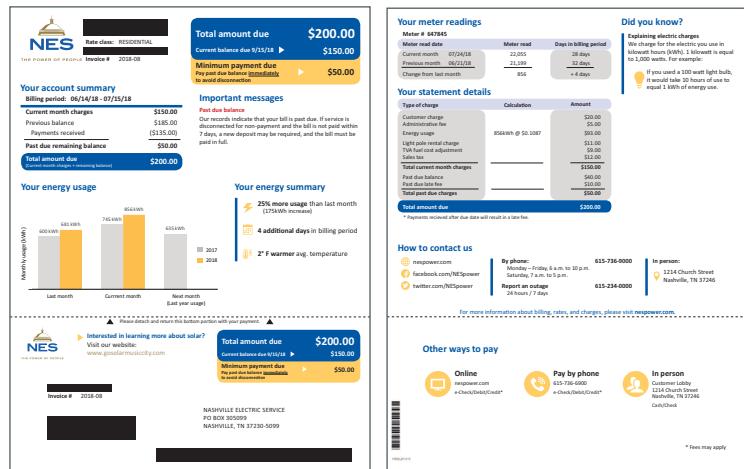 NES
THE POWER OF PEOPLE
Rate class: RESIDENTIAL
Invoice # 2018-08
Total amount due $200.00
Current balance due 9/15/18 $150.00
Minimum payment due
Pay past due balance immediately
to avoid disconnection
$50.00
Your account summary
Billing period: 06/14/18 - 07/15/18
Current month charges $150.00
Previous balance $185.00
Payments received ($135.00)
Past due remaining balance $50.00
Total amount due $200.00
(Current month charges + remaining balance)
Important messages
Past due balance
Our records indicate that your bill is past due. If service is
disconnected for non-payment and the bill is not paid within
7 days, a new deposit may be required, and the bill must be
paid in full.
Your energy usage
Monthly usage (kWh)
600 kWh
681 kWh
745 kWh
856 kWh
635 kWh
2017
2018
Last month
Current month
Next month
(Last year usage)
Your energy summary
25% more usage than last month
(175kWh increase)
4 additional days in billing period
2° F warmer avg. temperature
Please detach and return this bottom portion with your payment.
NES
THE POWER OF PEOPLE
Interested in learning more about solar?
Visit our website:
www.gosolarmusiccity.com
Total amount due $200.00
Current balance due 9/15/18 $150.00
Minimum payment due
Pay past due balance immediately
to avoid disconnection
$50.00
Invoice # 2018-08
NASHVILLE ELECTRIC SERVICE
PO BOX 305099
NASHVILLE, TN 37230-5099
Your meter readings
Meter # 647845
Meter read date Meter read Days in billing period
Current month 07/24/18 22,055 28 days
Previous month 06/21/18 21,199 32 days
Change from last month 856 + 4 days
Did you know?
Explaining electric charges
We charge for the electric you use in
kilowatt hours (kWh). 1 kilowatt is equal
to 1,000 watts. For example:
If you used a 100 watt light bulb,
it would take 10 hours of use to
equal 1 kWh of energy use.
Your statement details
Type of charge Calculation Amount
Customer charge $20.00
Administrative fee $5.00
Energy usage 856kWh @ $0.1087 $93.00
Light pole rental charge $11.00
TVA fuel cost adjustment $9.00
Sales tax $12.00
Total current month charges $150.00
Past due balance $40.00
Past due late fee $10.00
Total past due charges $50.00
Total amount due $200.00
* Payments recieved after due date will result in a late fee.
How to contact us
nespower.com
facebook.com/NESpower
twitter.com/NESpower
By phone: 615-736-0000
Monday – Friday, 6 a.m. to 10 p.m.
Saturday, 7 a.m. to 5 p.m.
Report an outage 615-234-0000
24 hours / 7 days
In person:
1214 Church Street
Nashville, TN 37246
For more information about billing, rates, and charges, please visit nespower.com.
Other ways to pay
Online
nespower.com
e-Check/Debit/Credit*
Pay by phone
615-736-6900
e-Check/Debit/Credit*
In person
Customer Lobby
1214 Church Street
Nashville, TN 37246
Cash/Check
* Fees may apply